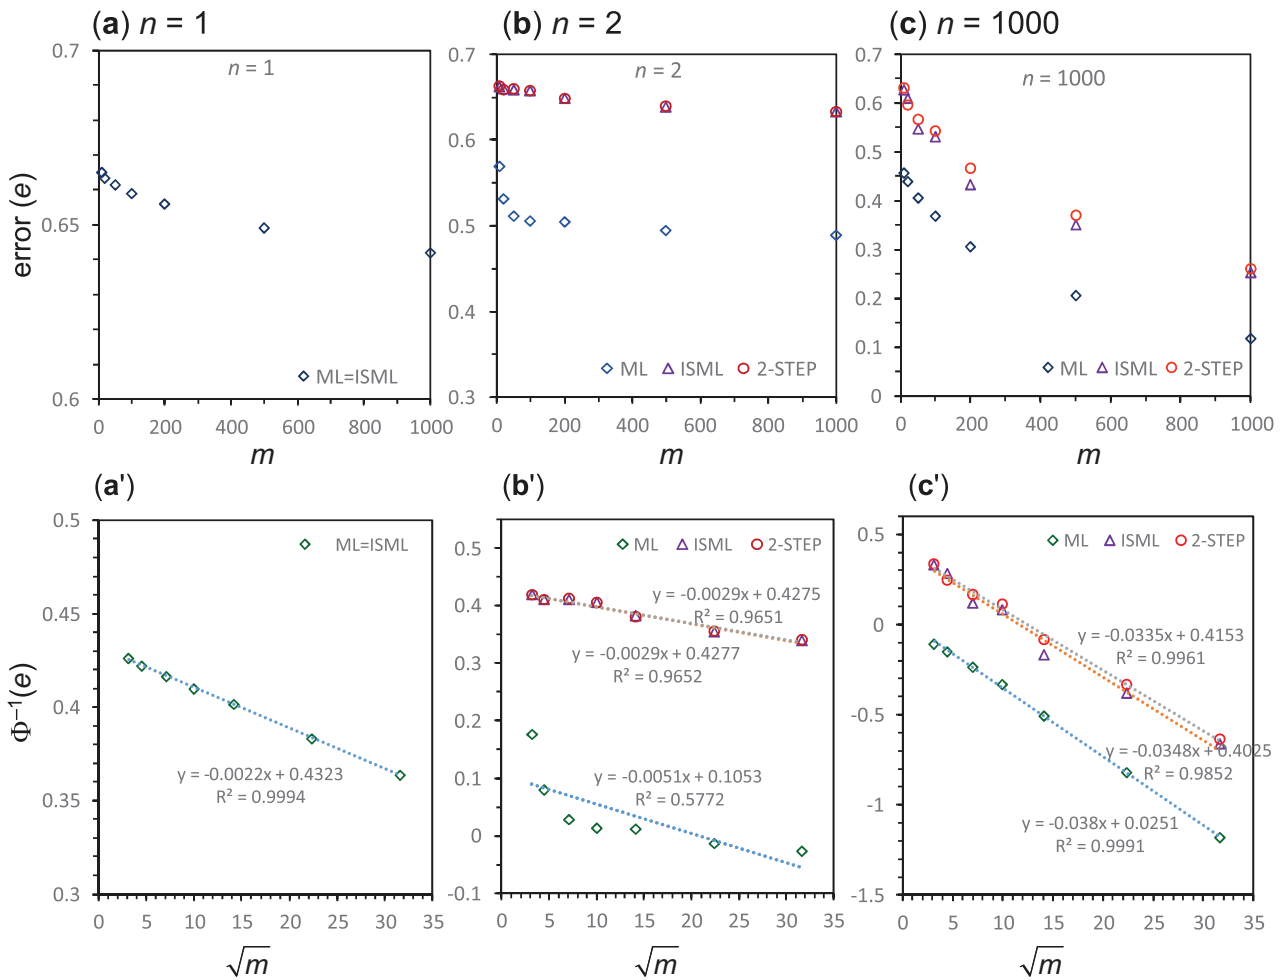 (a) n = 1
(b) n = 2
(c) n = 1000
error (e)
0.7
0.65
0.6
n = 1
ML=ISML
0 200 400 600 800 1000
m
0.7
0.6
0.5
0.4
0.3
n = 2
ML ISML 2-STEP
0 200 400 600 800 1000
m
0.7
0.6
0.5
0.4
0.3
0.2
0.1
0
n = 1000
ML ISML 2-STEP
0 200 400 600 800 1000
m
(a')
(b')
(c')
Φ⁻¹(e)
0.5
0.45
0.4
0.35
0.3
ML=ISML
y = -0.0022x + 0.4323
R² = 0.9994
0 5 10 15 20 25 30 35
√m
0.5
0.4
0.3
0.2
0.1
0
-0.1
ML ISML 2-STEP
y = -0.0029x + 0.4275
R² = 0.9651
y = -0.0029x + 0.4277
R² = 0.9652
y = -0.0051x + 0.1053
R² = 0.5772
0 5 10 15 20 25 30 35
√m
0.5
0
-0.5
-1
-1.5
ML ISML 2-STEP
y = -0.0335x + 0.4153
R² = 0.9961
y = -0.0348x + 0.4025
R² = 0.9852
y = -0.038x + 0.0251
R² = 0.9991
0 5 10 15 20 25 30 35
√m